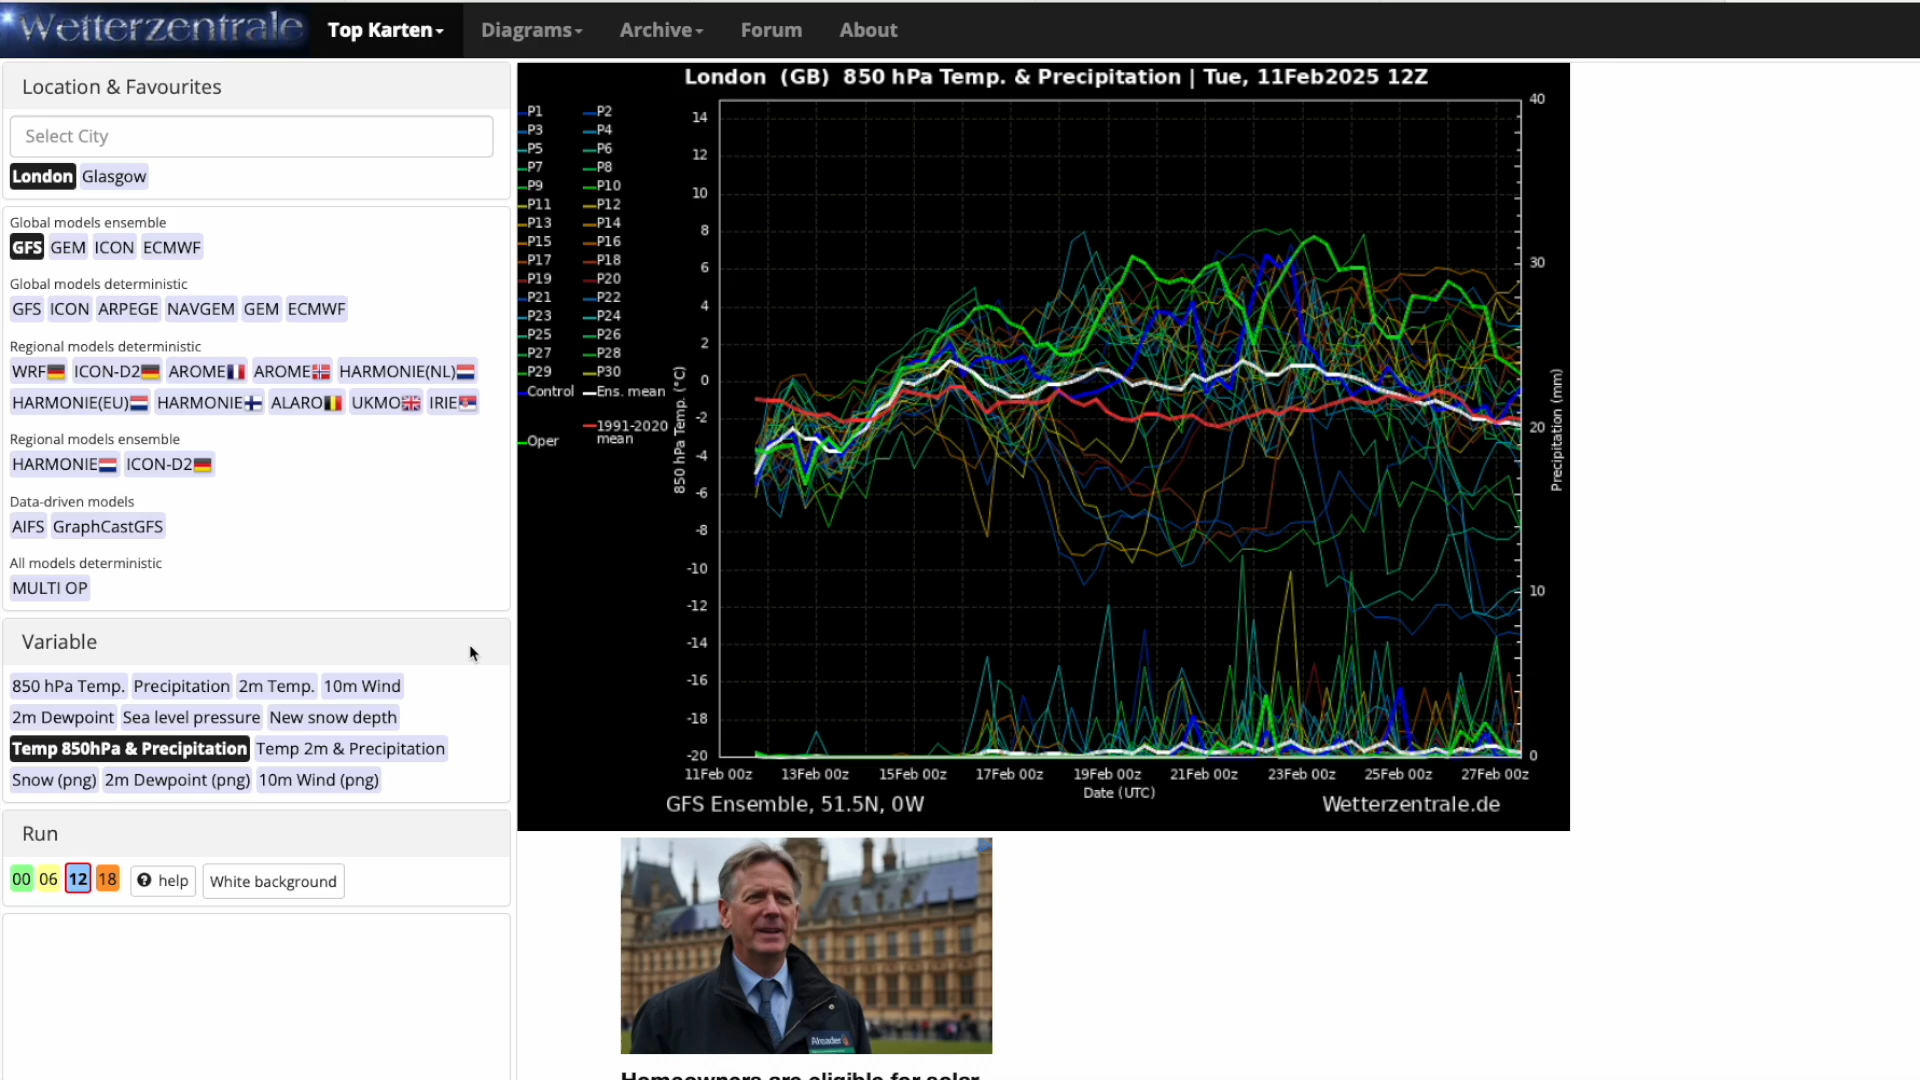 Wetterzentrale
Top Karten
Diagrams
Archive
Forum
About
Location & Favourites
Select City
London Glasgow
Global models ensemble
GFS GEM ICON ECMWF
Global models deterministic
GFS ICON ARPEGE NAVGEM GEM ECMWF
Regional models deterministic
WRF ICON-D2 AROME AROME HARMONIE(NL)
HARMONIE(EU) HARMONIE ALARO UKMO IRIE
Regional models ensemble
HARMONIE ICON-D2
Data-driven models
AIFS GraphCastGFS
All models deterministic
MULTI OP
Variable
850 hPa Temp. Precipitation 2m Temp. 10m Wind
2m Dewpoint Sea level pressure New snow depth
Temp 850hPa & Precipitation Temp 2m & Precipitation
Snow (png) 2m Dewpoint (png) 10m Wind (png)
Run
00 06 12 18 help White background
London (GB) 850 hPa Temp. & Precipitation | Tue, 11Feb2025 12Z
P1 P2
P3 P4
P5 P6
P7 P8
P9 P10
P11 P12
P13 P14
P15 P16
P17 P18
P19 P20
P21 P22
P23 P24
P25 P26
P27 P28
P29 P30
Control Ens. mean
1991-2020
mean
Oper
850 hPa Temp. (°C)
14
12
10
8
6
4
2
0
-2
-4
-6
-8
-10
-12
-14
-16
-18
-20
40
30
20
10
0
Precipitation (mm)
11Feb 00z 13Feb 00z 15Feb 00z 17Feb 00z 19Feb 00z 21Feb 00z 23Feb 00z 25Feb 00z 27Feb 00z
Date (UTC)
GFS Ensemble, 51.5N, 0W
Wetterzentrale.de
Homeowners are eligible for solar